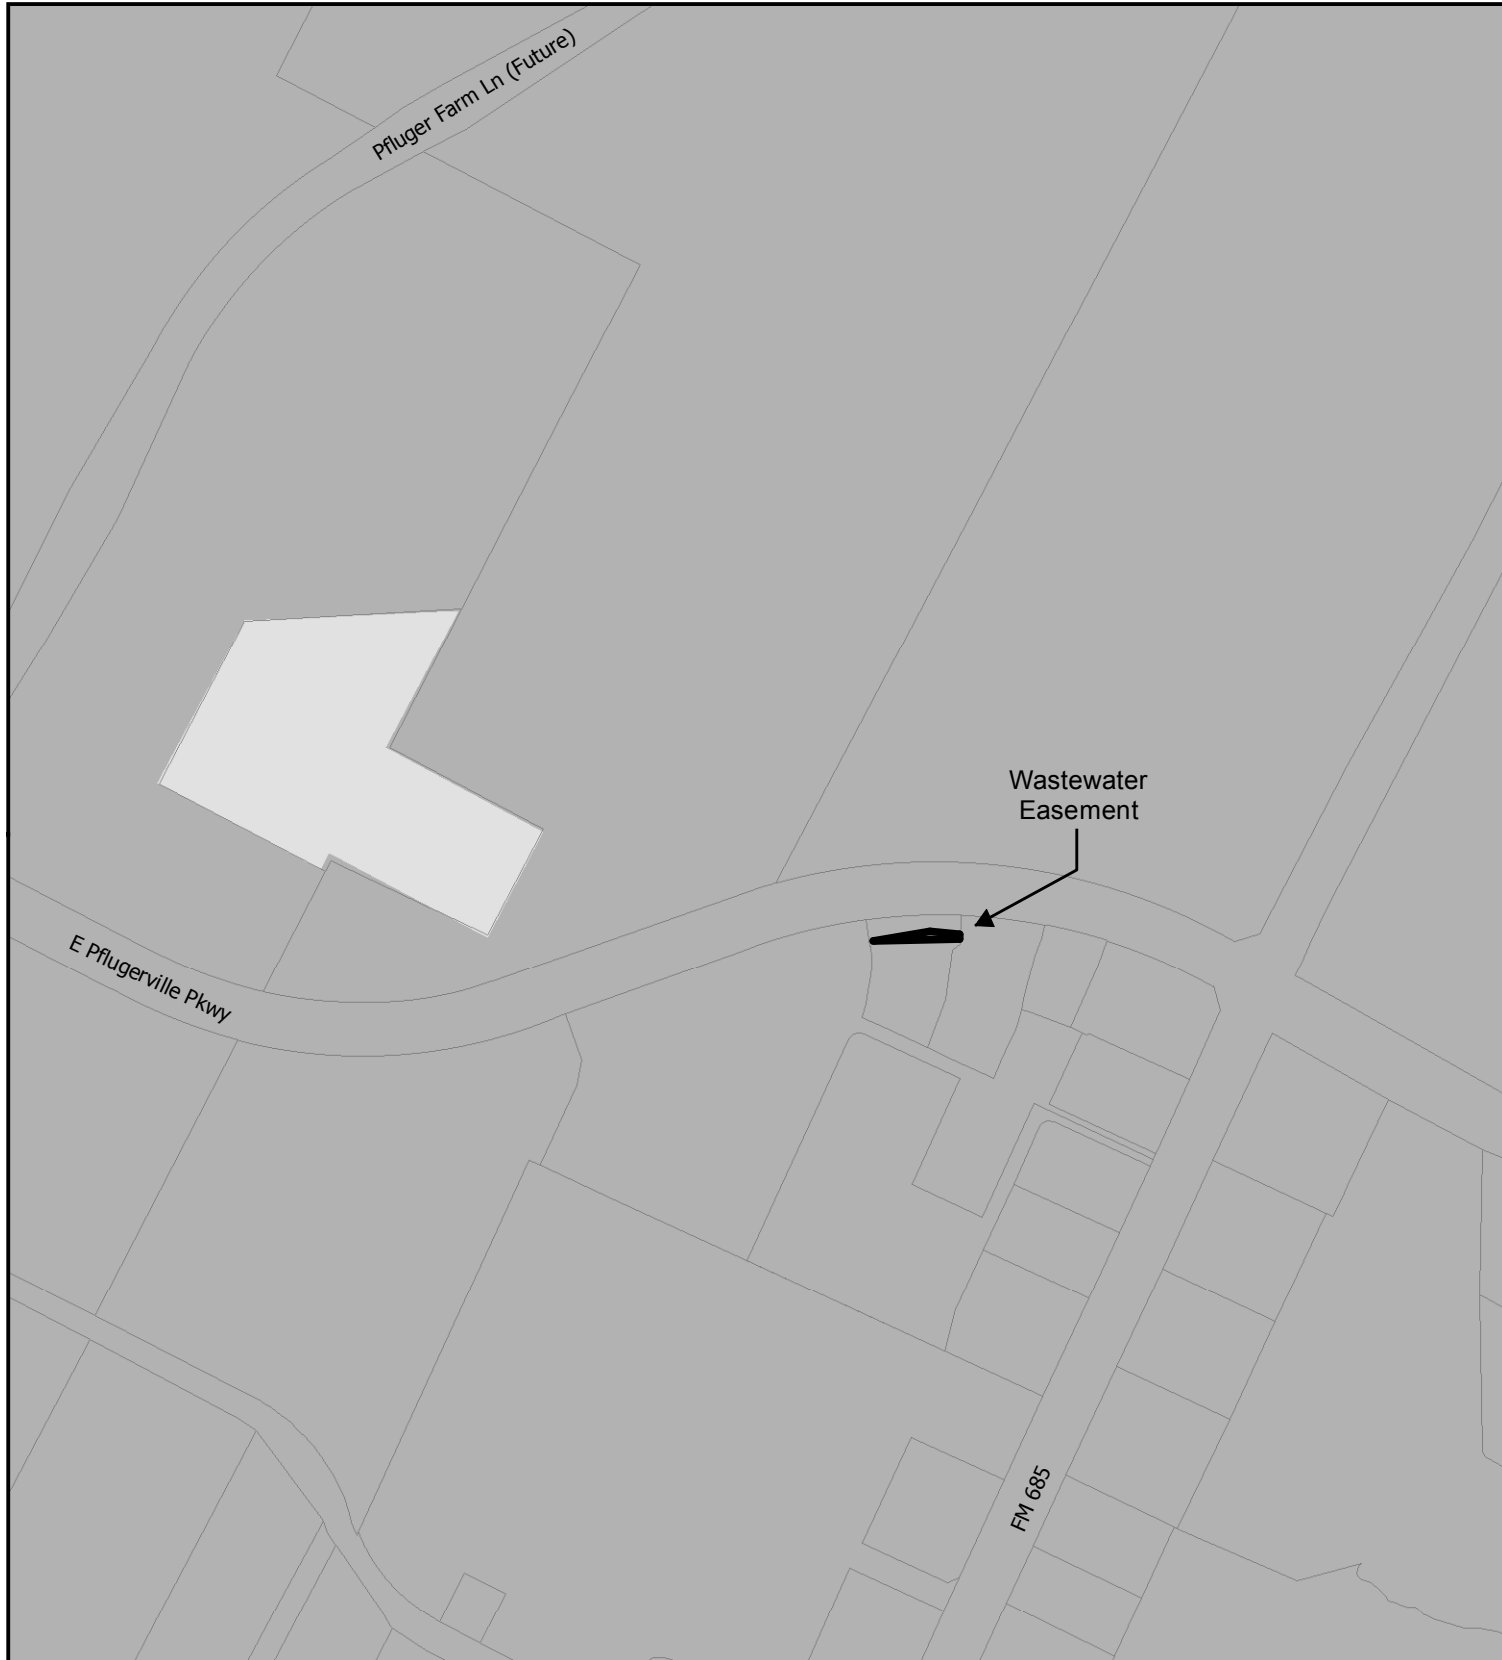 Pfluger Farm Ln (Future)
Wastewater
Easement
E Pflugerville Pkwy
FM 685